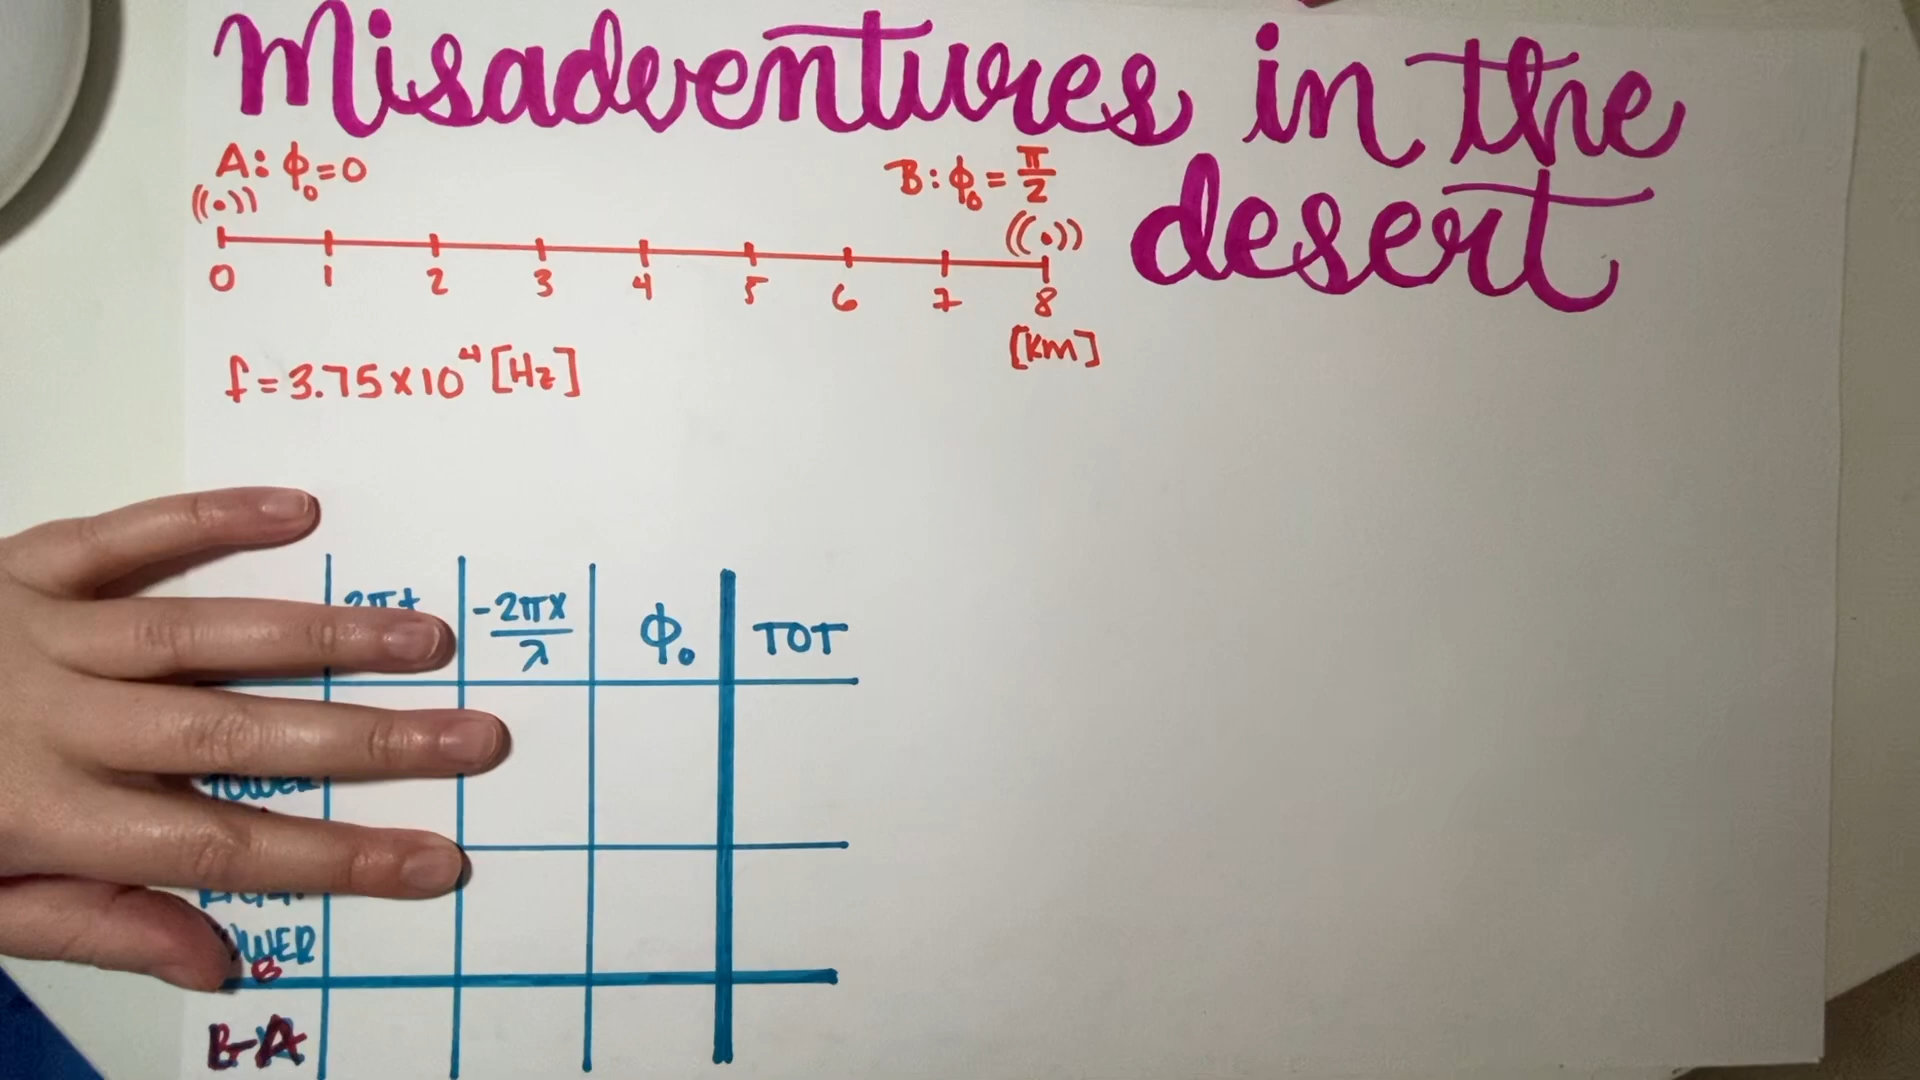 Misadventures in the
desert
A: ϕ₀=0
B: ϕ₀= π/2
((•)) ((•))
0 1 2 3 4 5 6 7 8
[km]
f=3.75×10⁴[Hz]
-2πx/λ ϕ₀ TOT
TOWER
B
B-A